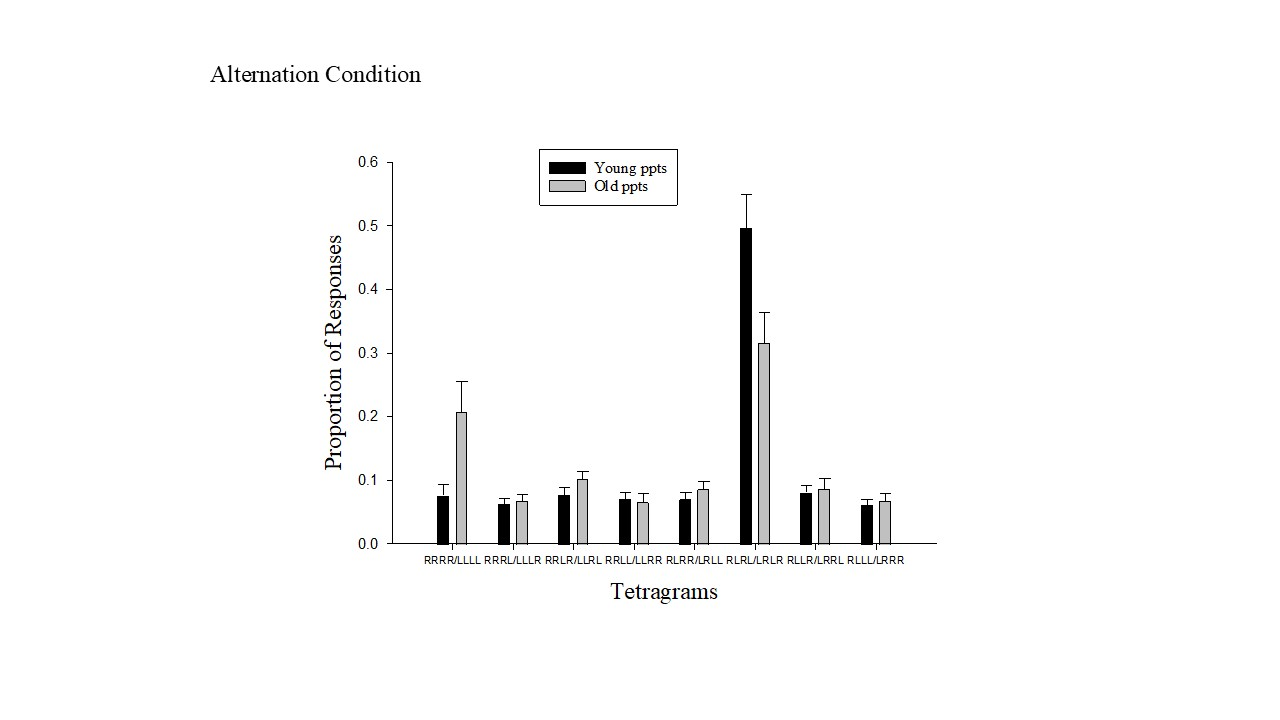 Alternation Condition
Young ppts
Old ppts
Proportion of Responses
0.6
0.5
0.4
0.3
0.2
0.1
0.0
RRRR/LLLL RRRL/LLLR RRLR/LLRL RRLL/LLRR RLRR/LRLL RLRL/LRLR RLLR/LRRL RLLL/LRRR
Tetragrams